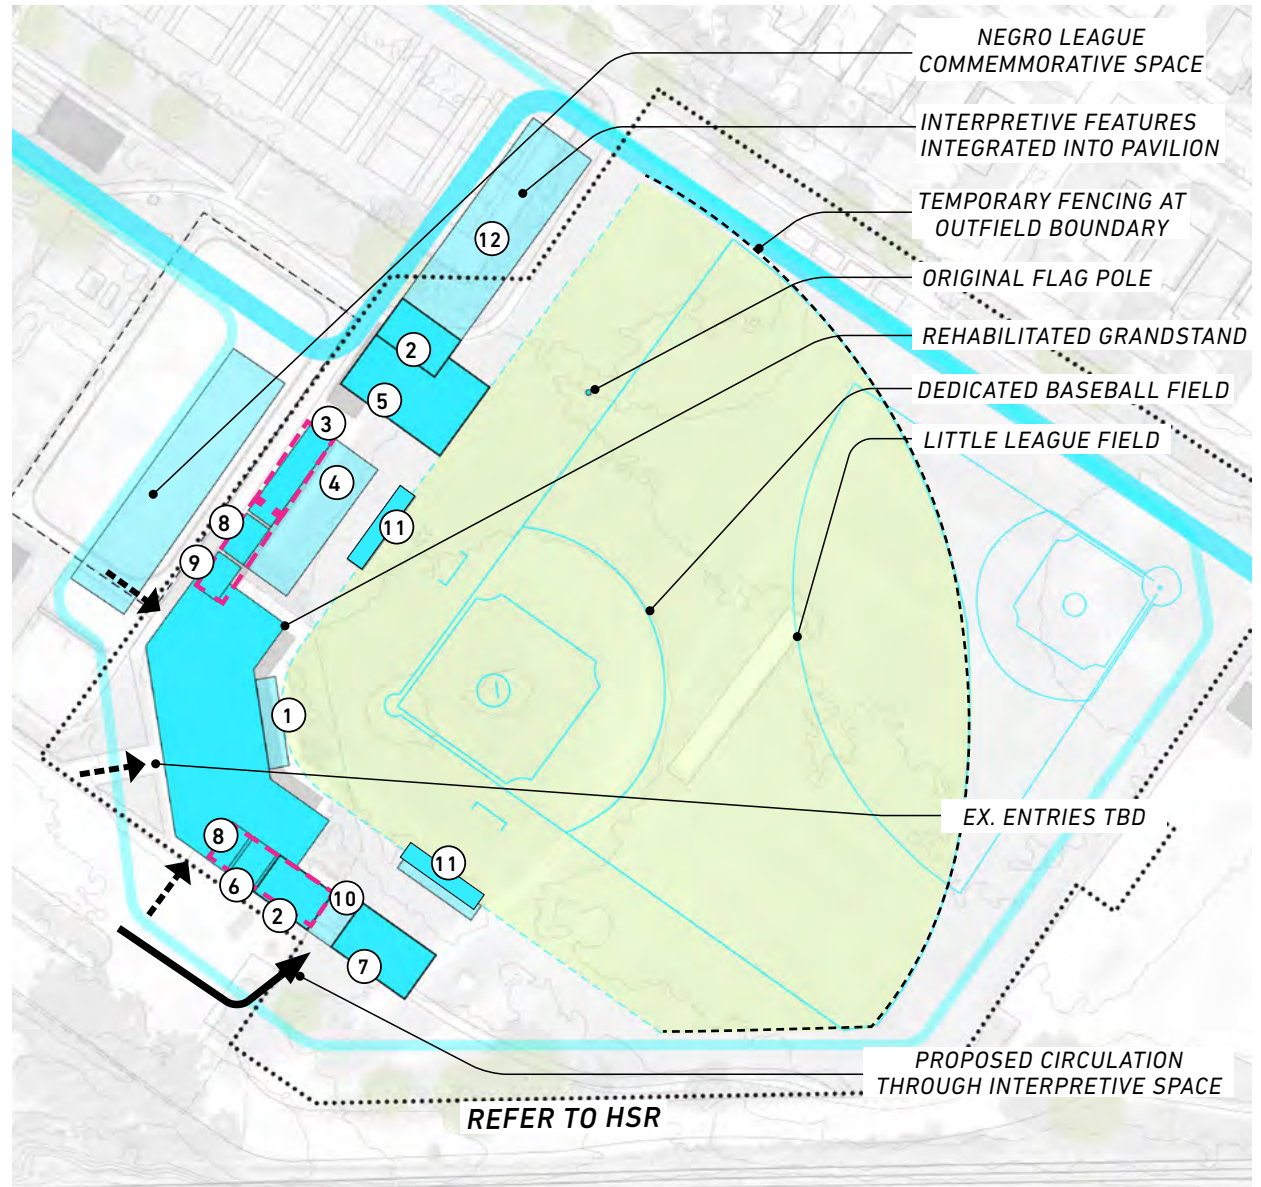 NEGRO LEAGUE
COMMEMMORATIVE SPACE
INTERPRETIVE FEATURES
INTEGRATED INTO PAVILION
TEMPORARY FENCING AT
OUTFIELD BOUNDARY
ORIGINAL FLAG POLE
REHABILITATED GRANDSTAND
DEDICATED BASEBALL FIELD
LITTLE LEAGUE FIELD
12
2
5
3
4
8
11
9
1
EX. ENTRIES TBD
8
11
6
10
2
7
PROPOSED CIRCULATION
THROUGH INTERPRETIVE SPACE
REFER TO HSR